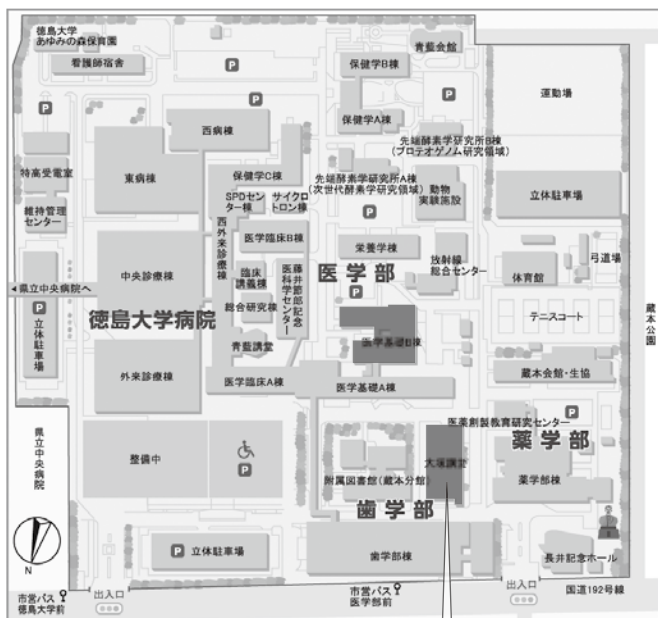 徳島大学
あゆみの森保育園
看護師宿舎
P
P
P
西病棟
東病棟
特高受電室
維持管理
センター
保健学B棟
青藍会館
運動場
保健学A棟
P
先端酵素学研究所B棟
(プロテオゲノム研究領域)
保健学C棟
先端酵素学研究所A棟
(次世代酵素学研究領域)
動物
実験施設
SPDセン
ター棟
サイクロ
トロン棟
P
立体駐車場
西外来診療棟
医学臨床B棟
栄養学棟
放射線
総合センター
弓道場
体育館
中央診療棟
臨床
講義棟
藤井節郎記念
医科学センター
医学部
◀県立中央病院へ
P
立体駐車場
総合研究棟
P
テニスコート
蔵本公園
徳島大学病院
青藍講堂
医学基礎B棟
外来診療棟
医学臨床A棟
医学基礎A棟
蔵本会館・生協
医薬創製教育研究センター
P
薬学部
県立中央病院
整備中
P
附属図書館(蔵本分館)
大塚講堂
薬学部棟
歯学部
N
P
立体駐車場
歯学部棟
長井記念ホール
市営バス
徳島大学前
出入口
市営バス
医学部前
出入口
国道192号線